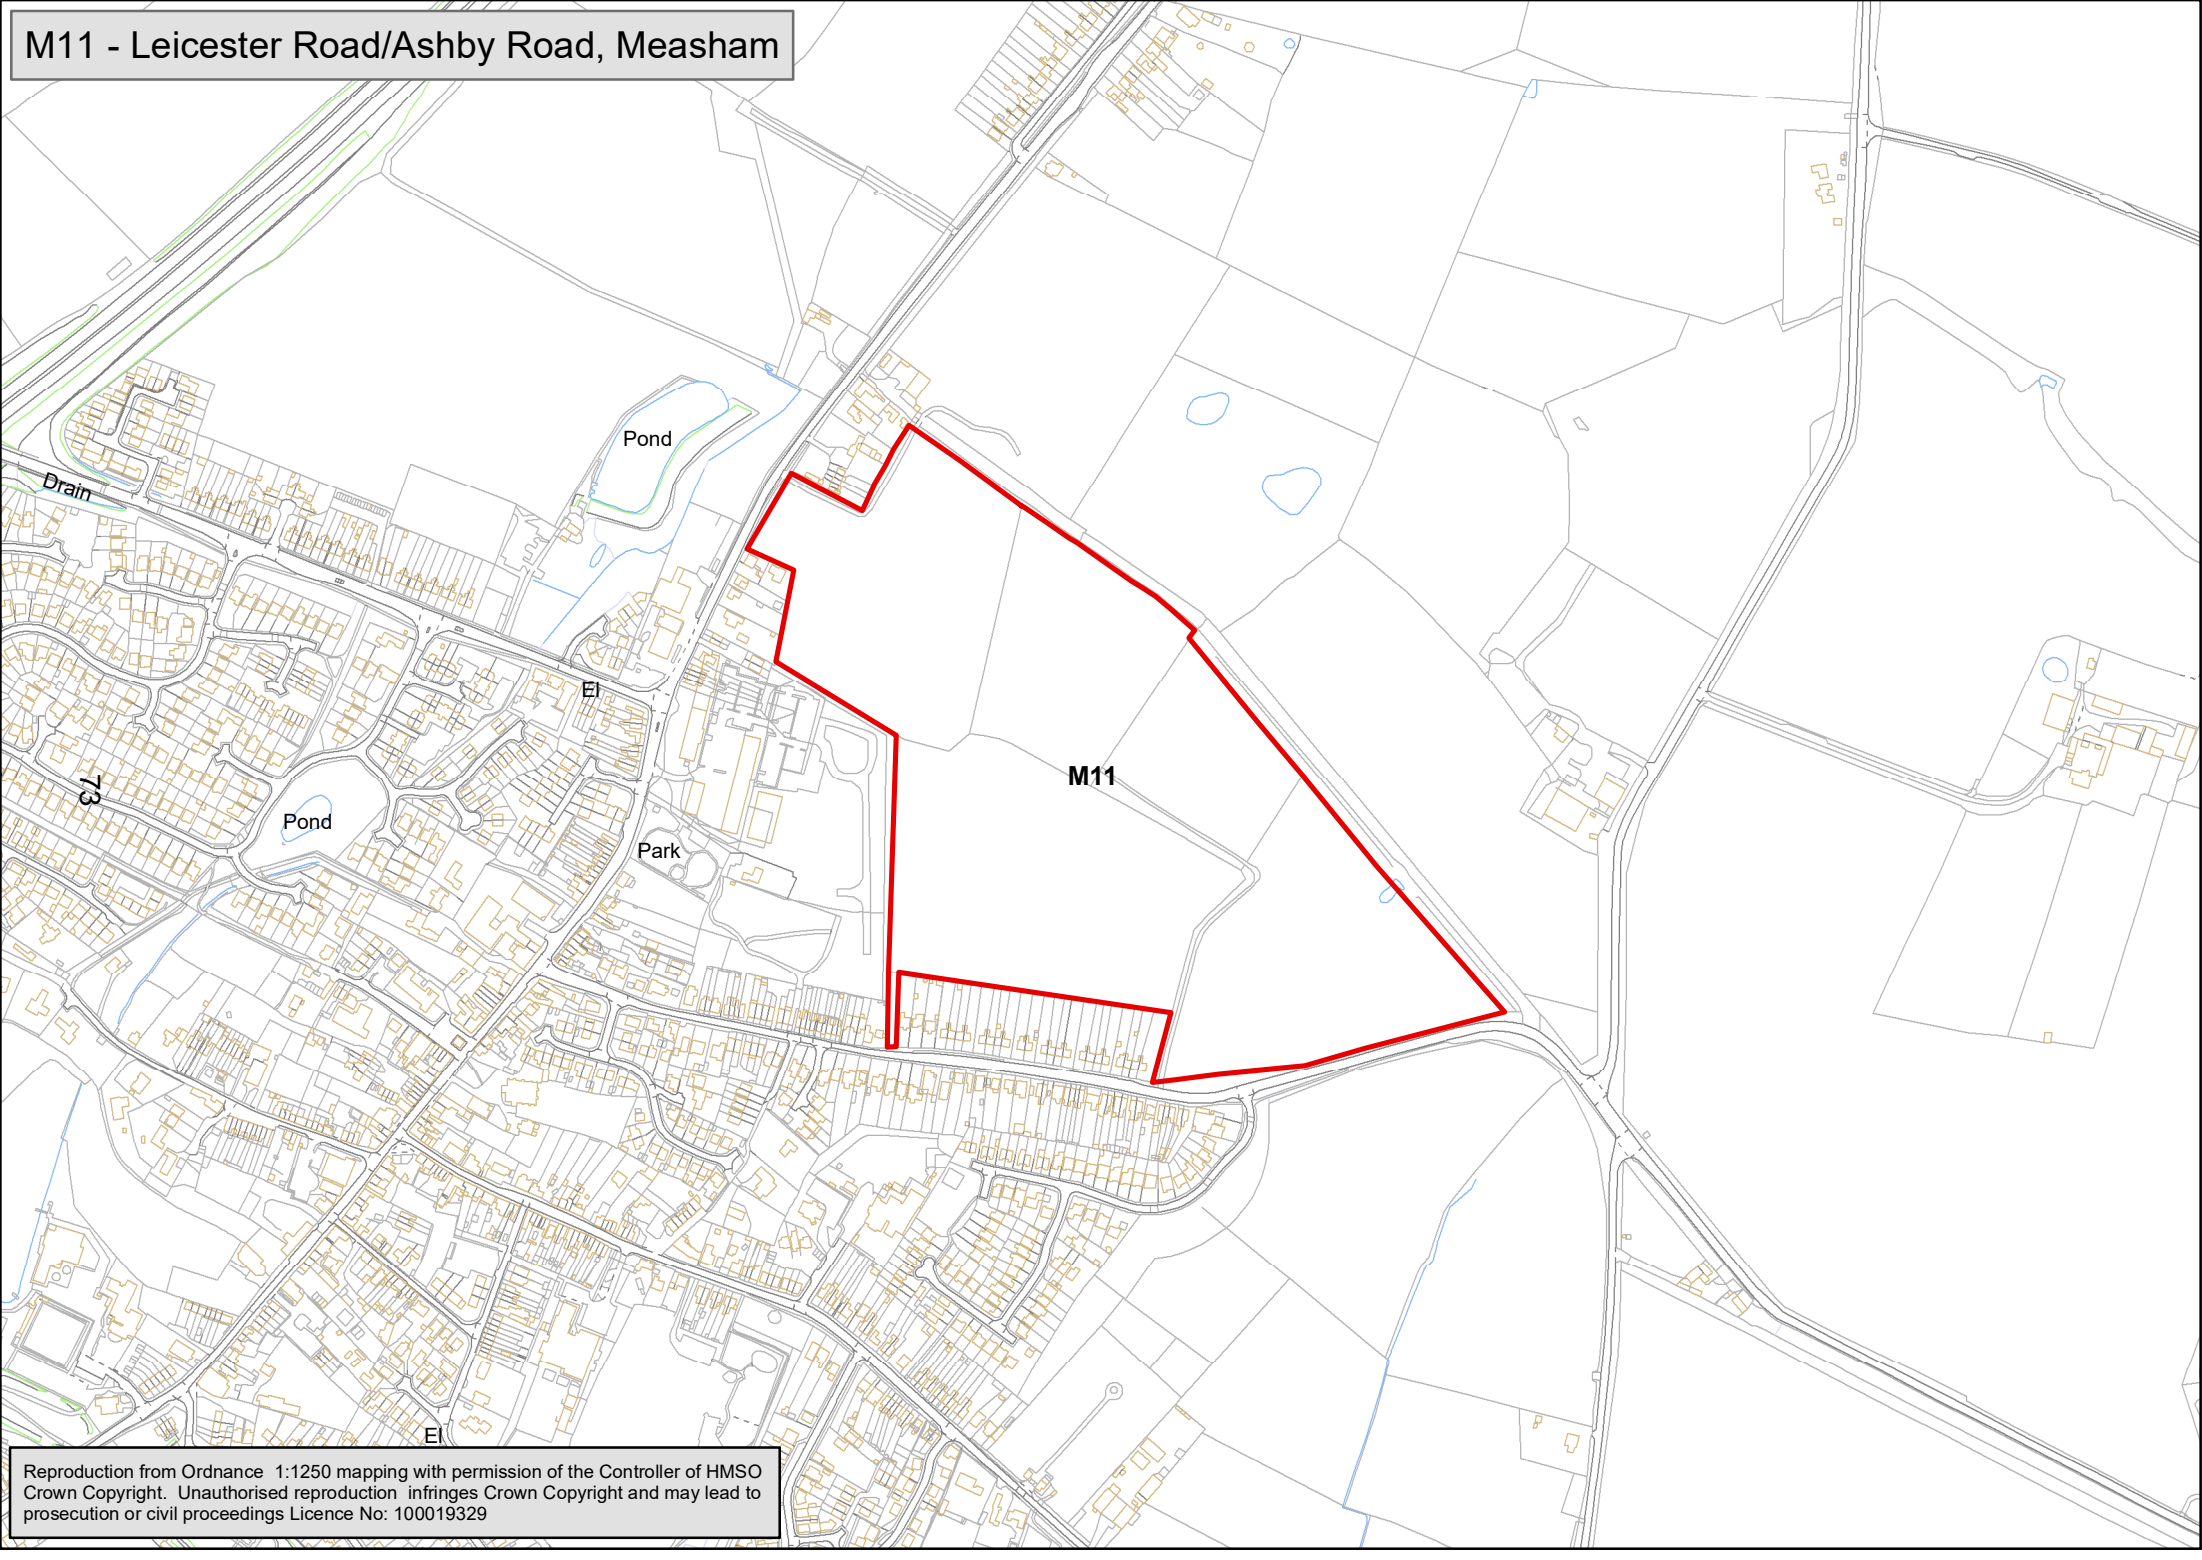 M11 - Leicester Road/Ashby Road, Measham
Pond
Drain
El
M11
73
Pond
Park
El
Reproduction from Ordnance 1:1250 mapping with permission of the Controller of HMSO
Crown Copyright. Unauthorised reproduction infringes Crown Copyright and may lead to
prosecution or civil proceedings Licence No: 100019329